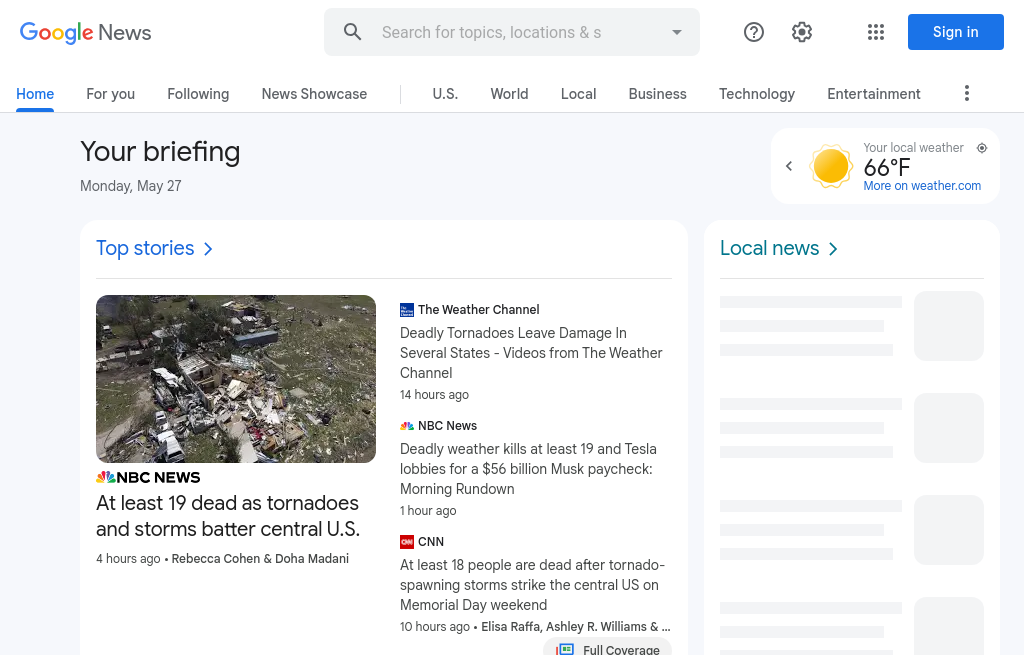 Google News
Search for topics, locations & s
Sign in
Home
For you
Following
News Showcase
U.S.
World
Local
Business
Technology
Entertainment
Your briefing
Monday, May 27
Your local weather
66°F
More on weather.com
Top stories
Local news
NBC NEWS
At least 19 dead as tornadoes
and storms batter central U.S.
4 hours ago • Rebecca Cohen & Doha Madani
The Weather Channel
Deadly Tornadoes Leave Damage In
Several States - Videos from The Weather
Channel
14 hours ago
NBC News
Deadly weather kills at least 19 and Tesla
lobbies for a $56 billion Musk paycheck:
Morning Rundown
1 hour ago
CNN
CNN
At least 18 people are dead after tornado-
spawning storms strike the central US on
Memorial Day weekend
10 hours ago • Elisa Raffa, Ashley R. Williams & ...
Full Coverage